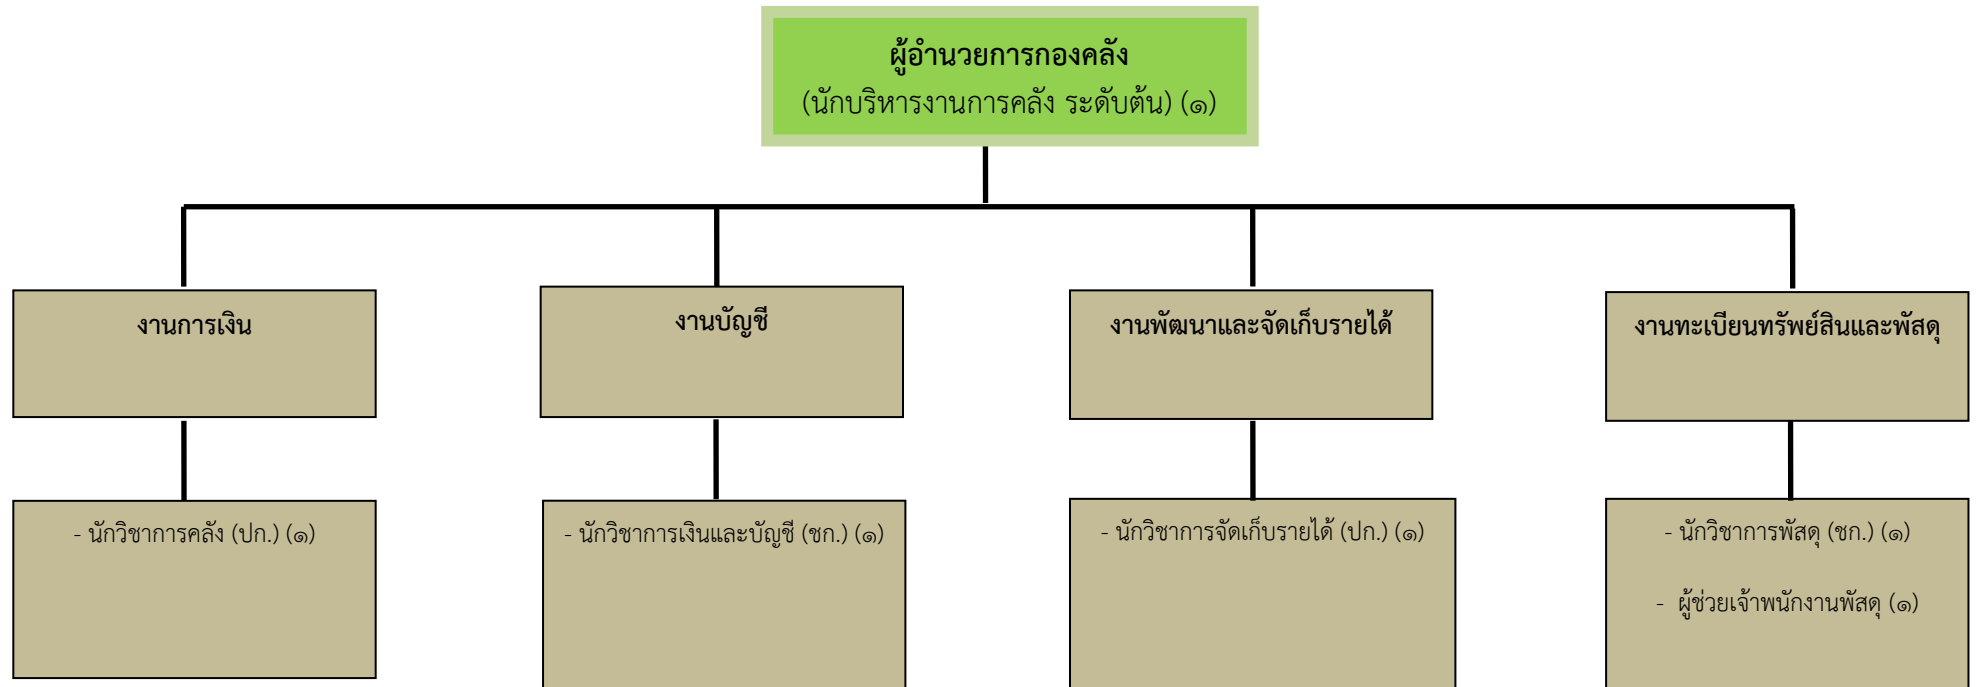 ผู้อำนวยการกองคลัง
(นักบริหารงานการคลัง ระดับต้น) (๑)
งานการเงิน
งานบัญชี
งานพัฒนาและจัดเก็บรายได้
งานทะเบียนทรัพย์สินและพัสดุ
- นักวิชาการคลัง (ปก.) (๑)
- นักวิชาการเงินและบัญชี (ชก.) (๑)
- นักวิชาการจัดเก็บรายได้ (ปก.) (๑)
- นักวิชาการพัสดุ (ชก.) (๑)
- ผู้ช่วยเจ้าพนักงานพัสดุ (๑)